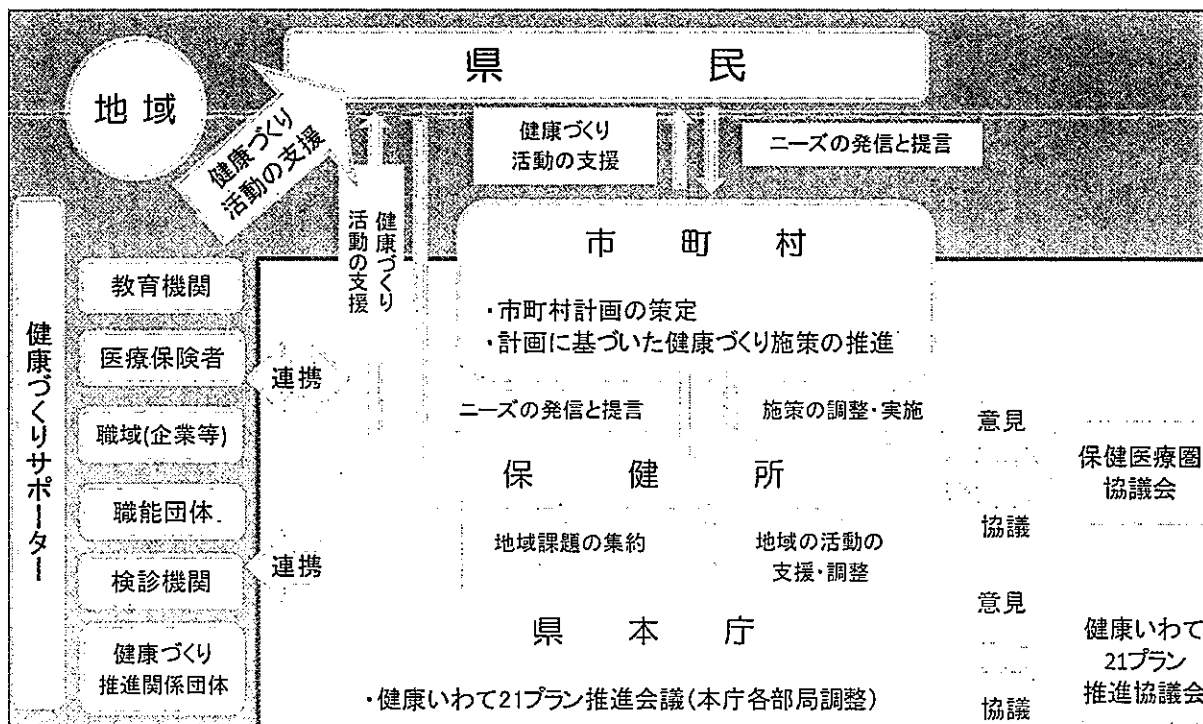 県 民
地 域
健康づくり
活動の支援
健康づくり
活動の支援
健康づくり
活動の支援
ニーズの発信と提言
市 町 村
・市町村計画の策定
・計画に基づいた健康づくり施策の推進
健康づくりサポーター
教育機関
医療保険者
職域(企業等)
職能団体
検診機関
健康づくり
推進関係団体
連携
連携
ニーズの発信と提言
施策の調整・実施
保 健 所
意見
協議
保健医療圏
協議会
地域課題の集約
地域の活動の
支援・調整
県 本 庁
・健康いわて21プラン推進会議(本庁各部局調整)
意見
協議
健康いわて
21プラン
推進協議会